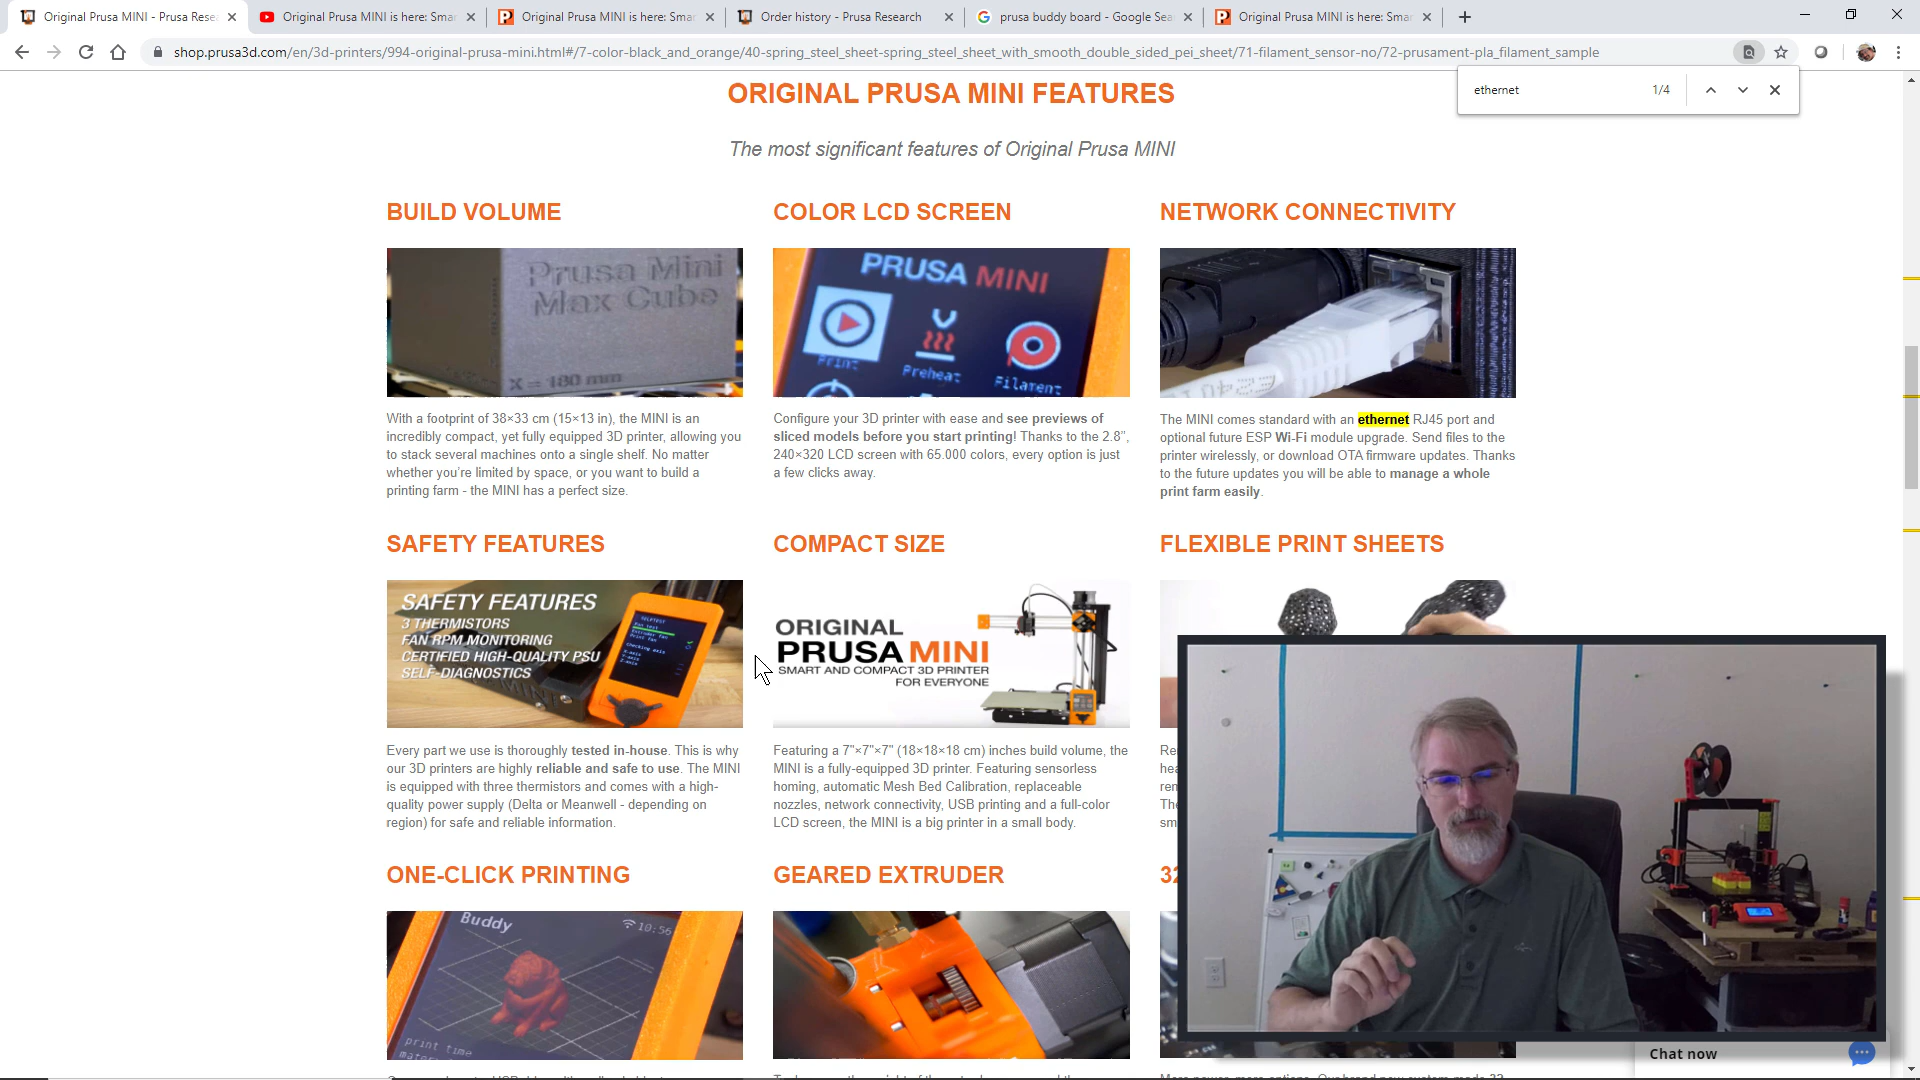 Original Prusa MINI - Prusa Rese
Original Prusa MINI is here: Smar
Original Prusa MINI is here: Smar
Order history - Prusa Research
prusa buddy board - Google Sea
Original Prusa MINI is here: Smar
shop.prusa3d.com/en/3d-printers/994-original-prusa-mini.html#/7-color-black_and_orange/40-spring_steel_sheet-spring_steel_sheet_with_smooth_double_sided_pei_sheet/71-filament_sensor-no/72-prusament-pla_filament_sample
ethernet 1/4
ORIGINAL PRUSA MINI FEATURES
The most significant features of Original Prusa MINI
BUILD VOLUME
Prusa Mini
Max Cube
X = 180 mm
With a footprint of 38×33 cm (15×13 in), the MINI is an
incredibly compact, yet fully equipped 3D printer, allowing you
to stack several machines onto a single shelf. No matter
whether you're limited by space, or you want to build a
printing farm - the MINI has a perfect size.
COLOR LCD SCREEN
PRUSA MINI
Print Preheat Filament
Configure your 3D printer with ease and see previews of
sliced models before you start printing! Thanks to the 2.8",
240×320 LCD screen with 65.000 colors, every option is just
a few clicks away.
NETWORK CONNECTIVITY
The MINI comes standard with an ethernet RJ45 port and
optional future ESP Wi-Fi module upgrade. Send files to the
printer wirelessly, or download OTA firmware updates. Thanks
to the future updates you will be able to manage a whole
print farm easily.
SAFETY FEATURES
SAFETY FEATURES
3 THERMISTORS
FAN RPM MONITORING
CERTIFIED HIGH-QUALITY PSU
SELF-DIAGNOSTICS
Every part we use is thoroughly tested in-house. This is why
our 3D printers are highly reliable and safe to use. The MINI
is equipped with three thermistors and comes with a high-
quality power supply (Delta or Meanwell - depending on
region) for safe and reliable information.
COMPACT SIZE
ORIGINAL
PRUSA MINI
SMART AND COMPACT 3D PRINTER
FOR EVERYONE
Featuring a 7"×7"×7" (18×18×18 cm) inches build volume, the
MINI is a fully-equipped 3D printer. Featuring sensorless
homing, automatic Mesh Bed Calibration, replaceable
nozzles, network connectivity, USB printing and a full-color
LCD screen, the MINI is a big printer in a small body.
FLEXIBLE PRINT SHEETS
ONE-CLICK PRINTING
Buddy 10:56
print time
GEARED EXTRUDER
32
Chat now